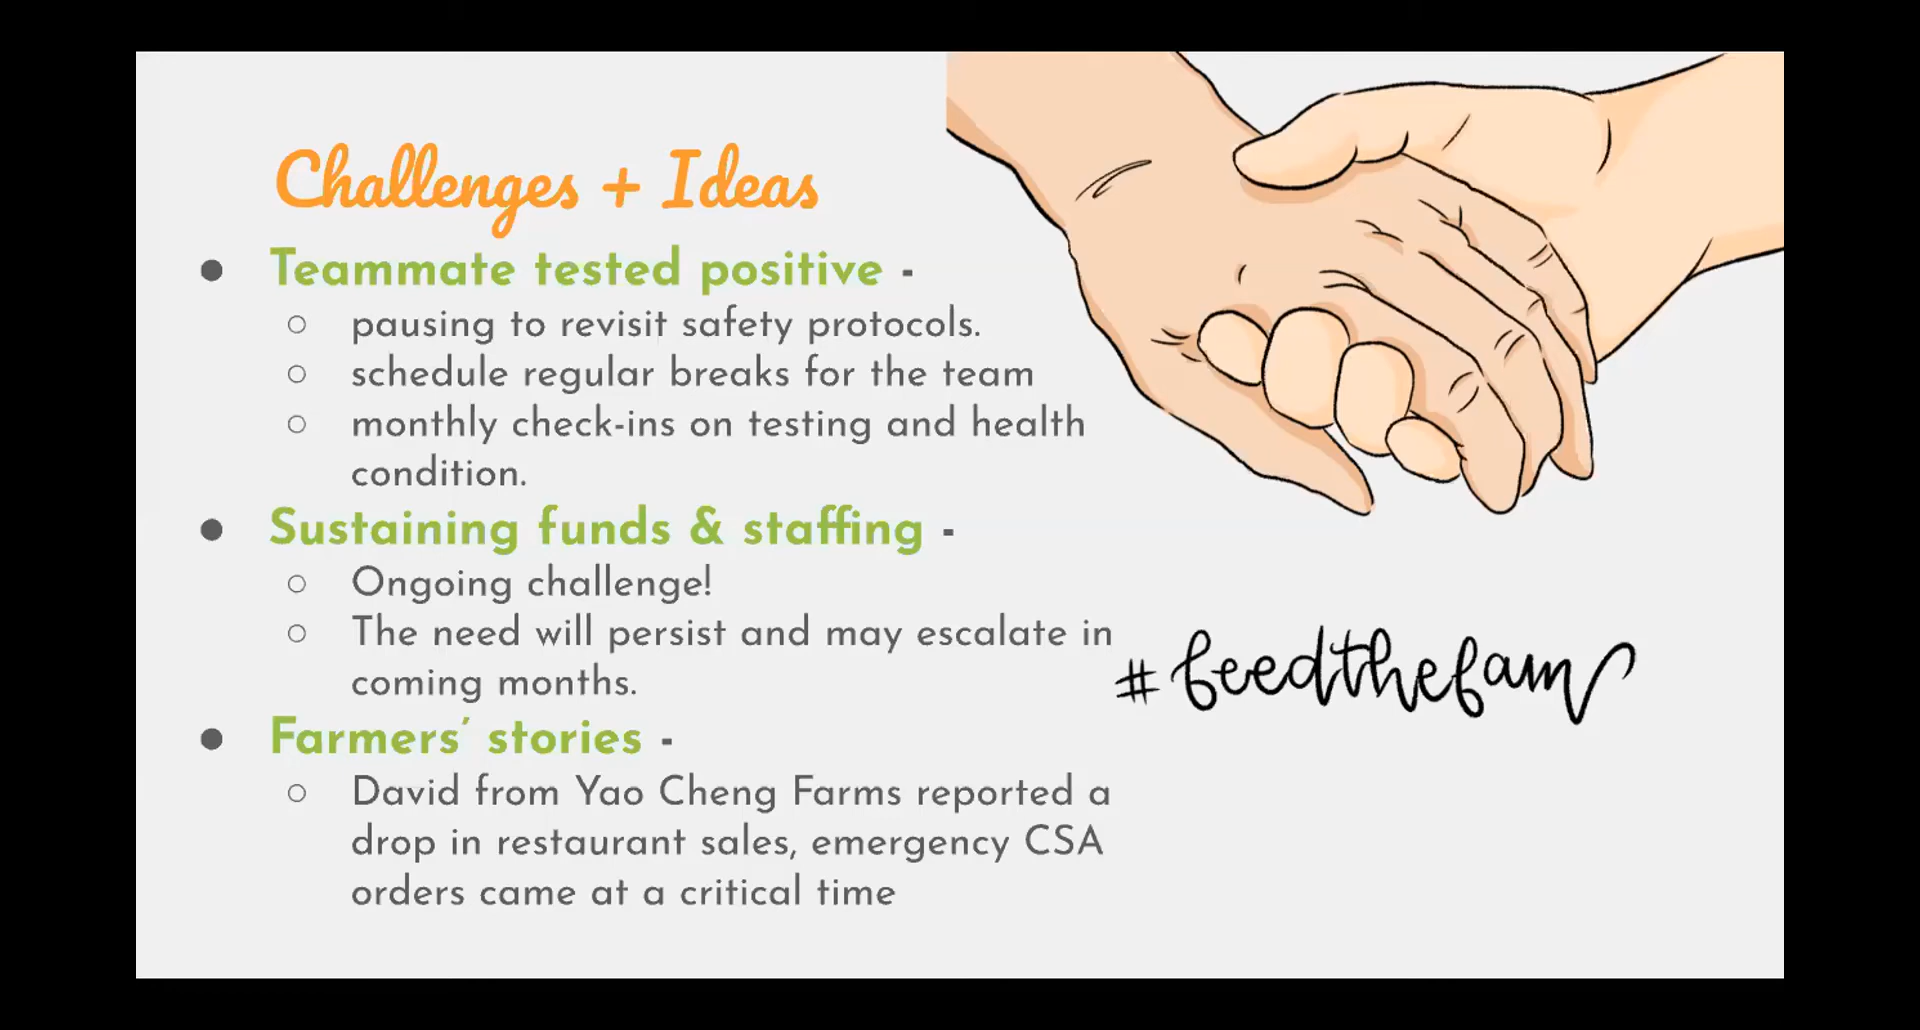 Challenges + Ideas
● Teammate tested positive -
○ pausing to revisit safety protocols.
○ schedule regular breaks for the team
○ monthly check-ins on testing and health
condition.
● Sustaining funds & staffing -
○ Ongoing challenge!
○ The need will persist and may escalate in
coming months.
● Farmers’ stories -
○ David from Yao Cheng Farms reported a
drop in restaurant sales, emergency CSA
orders came at a critical time
#feedthefam